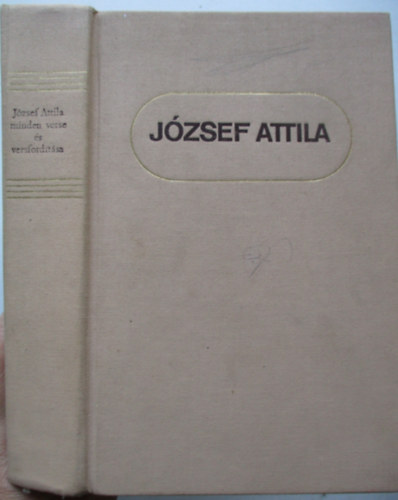 József Attila
minden verse
és
versfordítása
JÓZSEF ATTILA